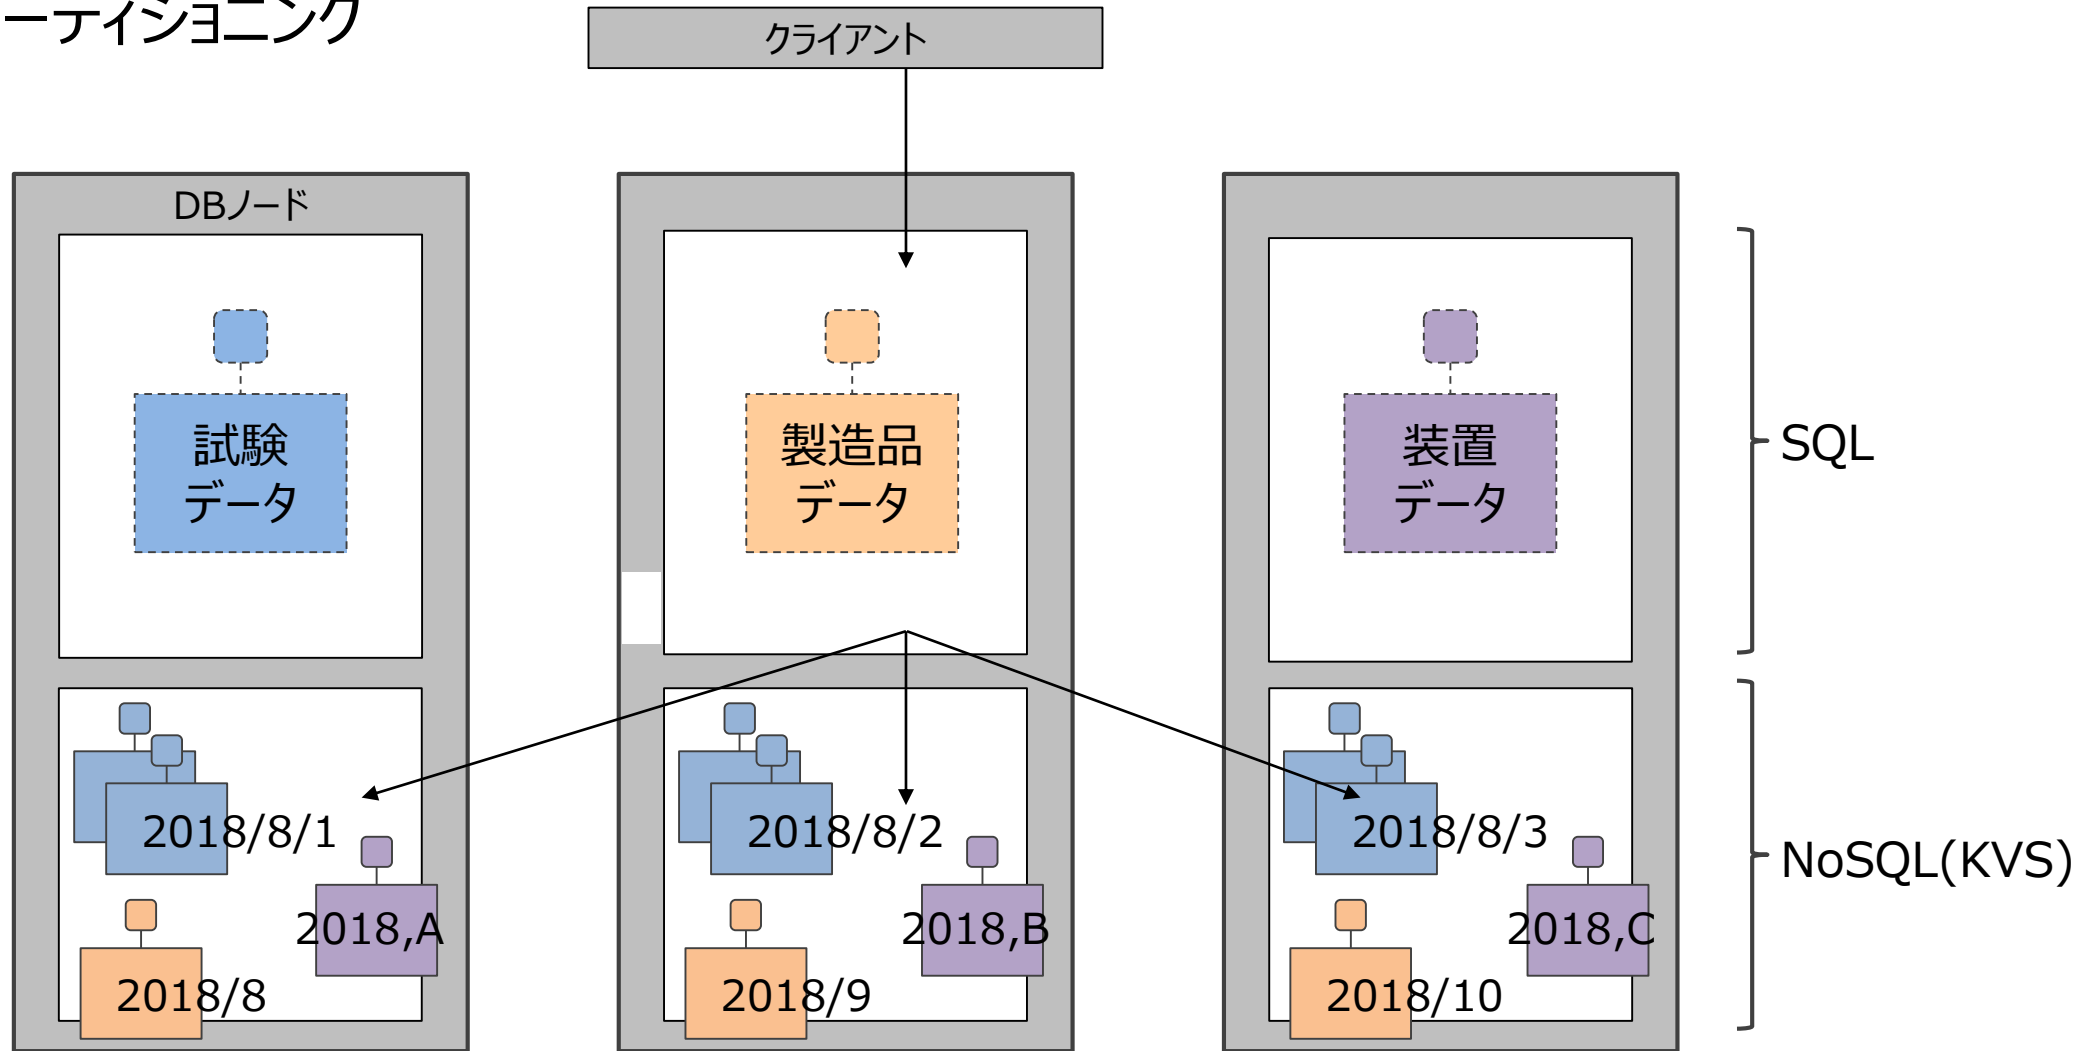 ーティショニング
クライアント
DBノード
試験
データ
製造品
データ
装置
データ
SQL
2018/8/1
2018/8/2
2018/8/3
NoSQL(KVS)
2018,A
2018,B
2018,C
2018/8
2018/9
2018/10